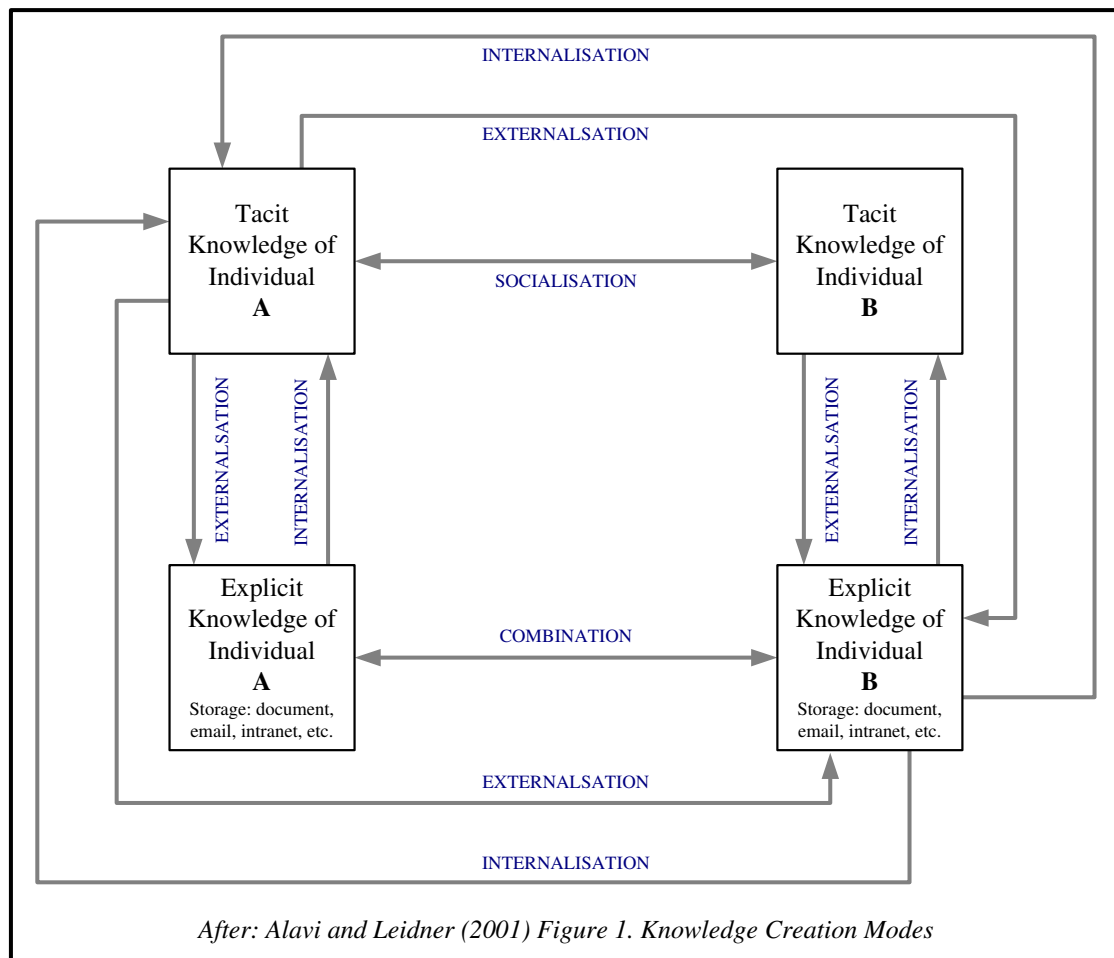 INTERNALISATION
EXTERNALSATION
Tacit
Knowledge of
Individual
A
Tacit
Knowledge of
Individual
B
SOCIALISATION
EXTERNALSATION
INTERNALISATION
EXTERNALSATION
INTERNALISATION
Explicit
Knowledge of
Individual
A
Storage: document,
email, intranet, etc.
COMBINATION
Explicit
Knowledge of
Individual
B
Storage: document,
email, intranet, etc.
EXTERNALSATION
INTERNALISATION
After: Alavi and Leidner (2001) Figure 1. Knowledge Creation Modes